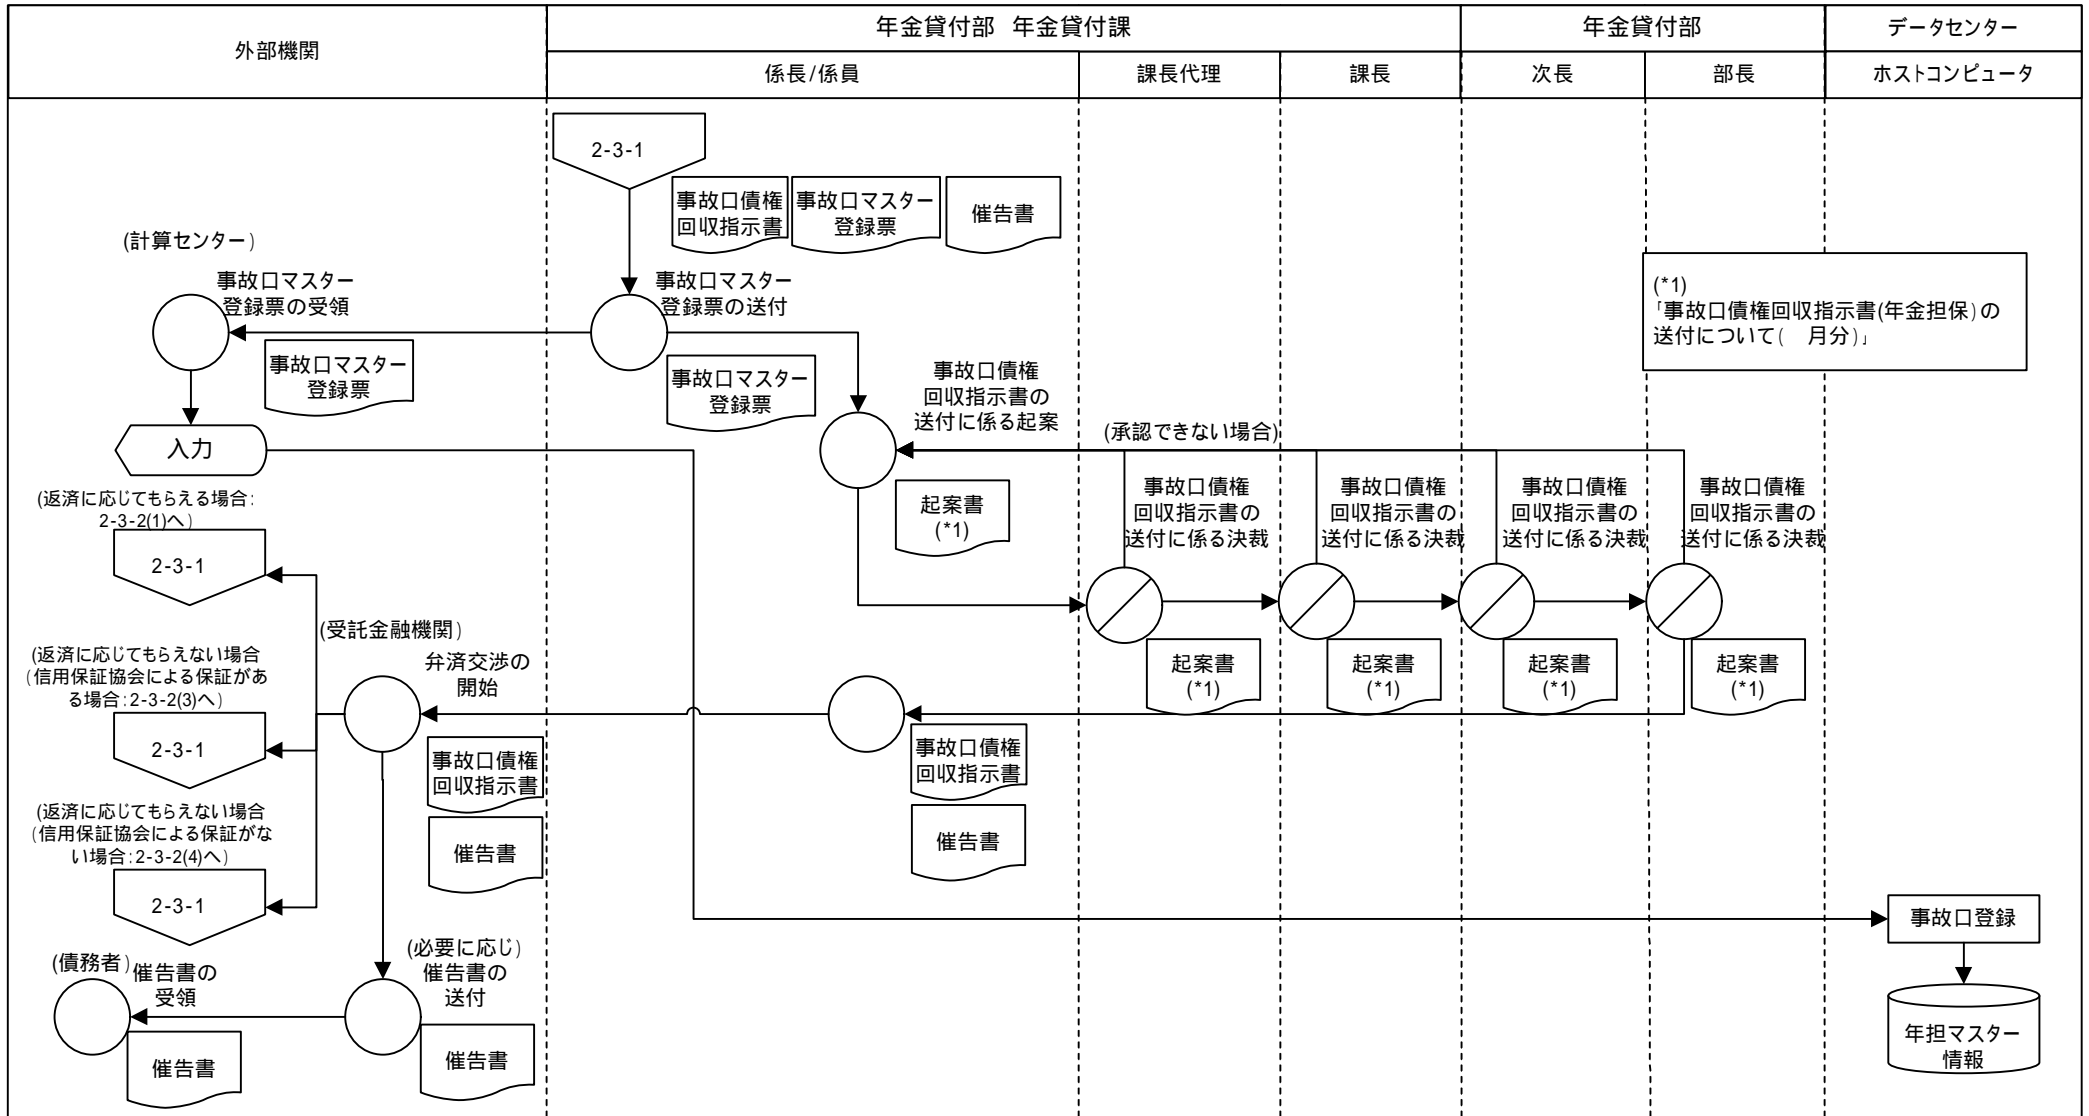 外部機関
年金貸付部 年金貸付課
年金貸付部
データセンター
係長/係員
課長代理
課長
次長
部長
ホストコンピュータ
2-3-1
事故口債権
回収指示書
事故口マスター
登録票
催告書
(計算センター)
事故口マスター
登録票の受領
事故口マスター
登録票の送付
(*1)
「事故口債権回収指示書(年金担保)の
送付について( 月分)」
事故口マスター
登録票
事故口マスター
登録票
事故口債権
回収指示書の
送付に係る起案
(承認できない場合)
入力
起案書
(*1)
事故口債権
回収指示書の
送付に係る決裁
事故口債権
回収指示書の
送付に係る決裁
事故口債権
回収指示書の
送付に係る決裁
事故口債権
回収指示書の
送付に係る決裁
(返済に応じてもらえる場合:
2-3-2(1)へ)
2-3-1
起案書
(*1)
起案書
(*1)
起案書
(*1)
起案書
(*1)
(受託金融機関)
弁済交渉の
開始
(返済に応じてもらえない場合
(信用保証協会による保証があ
る場合:2-3-2(3)へ)
2-3-1
事故口債権
回収指示書
催告書
事故口債権
回収指示書
催告書
(返済に応じてもらえない場合
(信用保証協会による保証がな
い場合:2-3-2(4)へ)
2-3-1
事故口登録
(債務者)
催告書の
受領
(必要に応じ)
催告書の
送付
催告書
催告書
年担マスター
情報